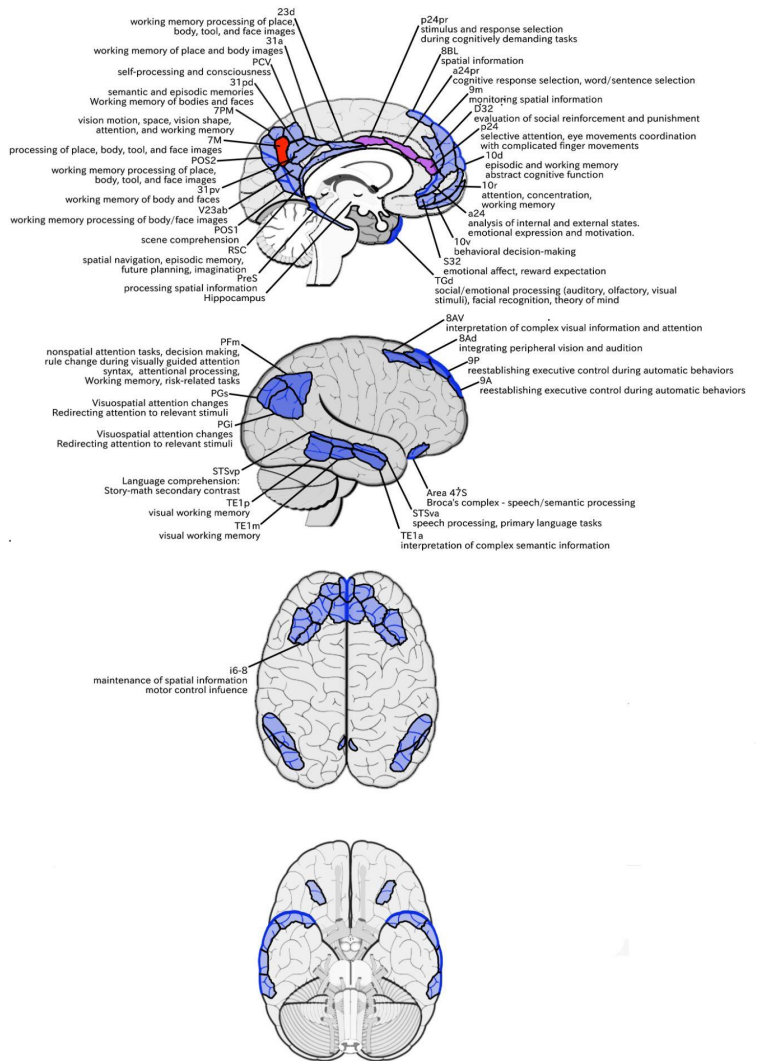 23d
working memory processing of place,
body, tool, and face images
31a
working memory of place and body images
PCV
self-processing and consciousness
31pd
semantic and episodic memories
Working memory of bodies and faces
7PM
vision motion, space, vision shape,
attention, and working memory
7M
processing of place, body, tool, and face images
POS2
working memory processing of place,
body, tool, and face images
31pv
working memory of body and faces
V23ab
working memory processing of body/face images
POS1
scene comprehension
RSC
spatial navigation, episodic memory,
future planning, imagination
PreS
processing spatial information
Hippocampus
p24pr
stimulus and response selection
during cognitively demanding tasks
8BL
spatial information
a24pr
cognitive response selection, word/sentence selection
9m
monitoring spatial information
D32
evaluation of social reinforcement and punishment
p24
selective attention, eye movements coordination
with complicated finger movements
10d
episodic and working memory
abstract cognitive function
10r
attention, concentration,
working memory
a24
analysis of internal and external states.
emotional expression and motivation.
10v
behavioral decision-making
S32
emotional affect, reward expectation
TGd
social/emotional processing (auditory, olfactory, visual
stimuli), facial recognition, theory of mind
PFm
nonspatial attention tasks, decision making,
rule change during visually guided attention
syntax, attentional processing,
Working memory, risk-related tasks
PGs
Visuospatial attention changes
Redirecting attention to relevant stimuli
PGi
Visuospatial attention changes
Redirecting attention to relevant stimuli
STSvp
Language comprehension:
Story-math secondary contrast
TE1p
visual working memory
TE1m
visual working memory
8AV
interpretation of complex visual information and attention
8Ad
integrating peripheral vision and audition
9P
reestablishing executive control during automatic behaviors
9A
reestablishing executive control during automatic behaviors
Area 47S
Broca's complex - speech/semantic processing
STSva
speech processing, primary language tasks
TE1a
interpretation of complex semantic information
i6-8
maintenance of spatial information
motor control infuence